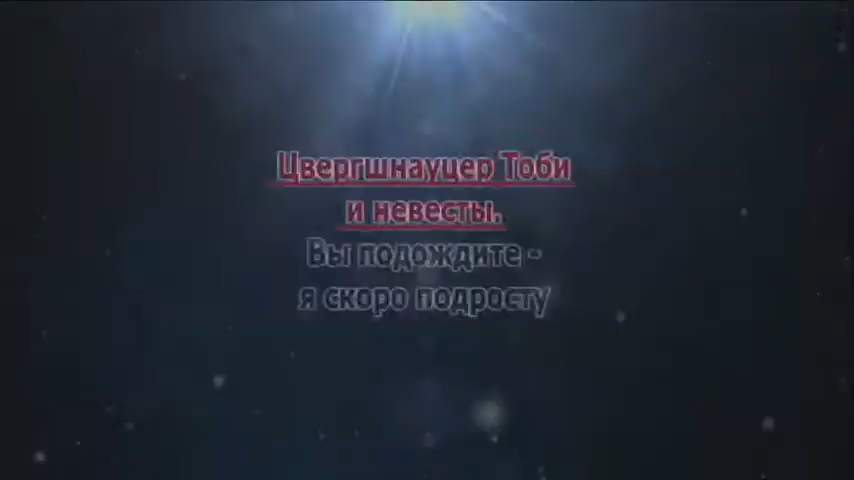 Цвергшнауцер Тоби
и невесты.
Вы подождите -
я скоро подросту